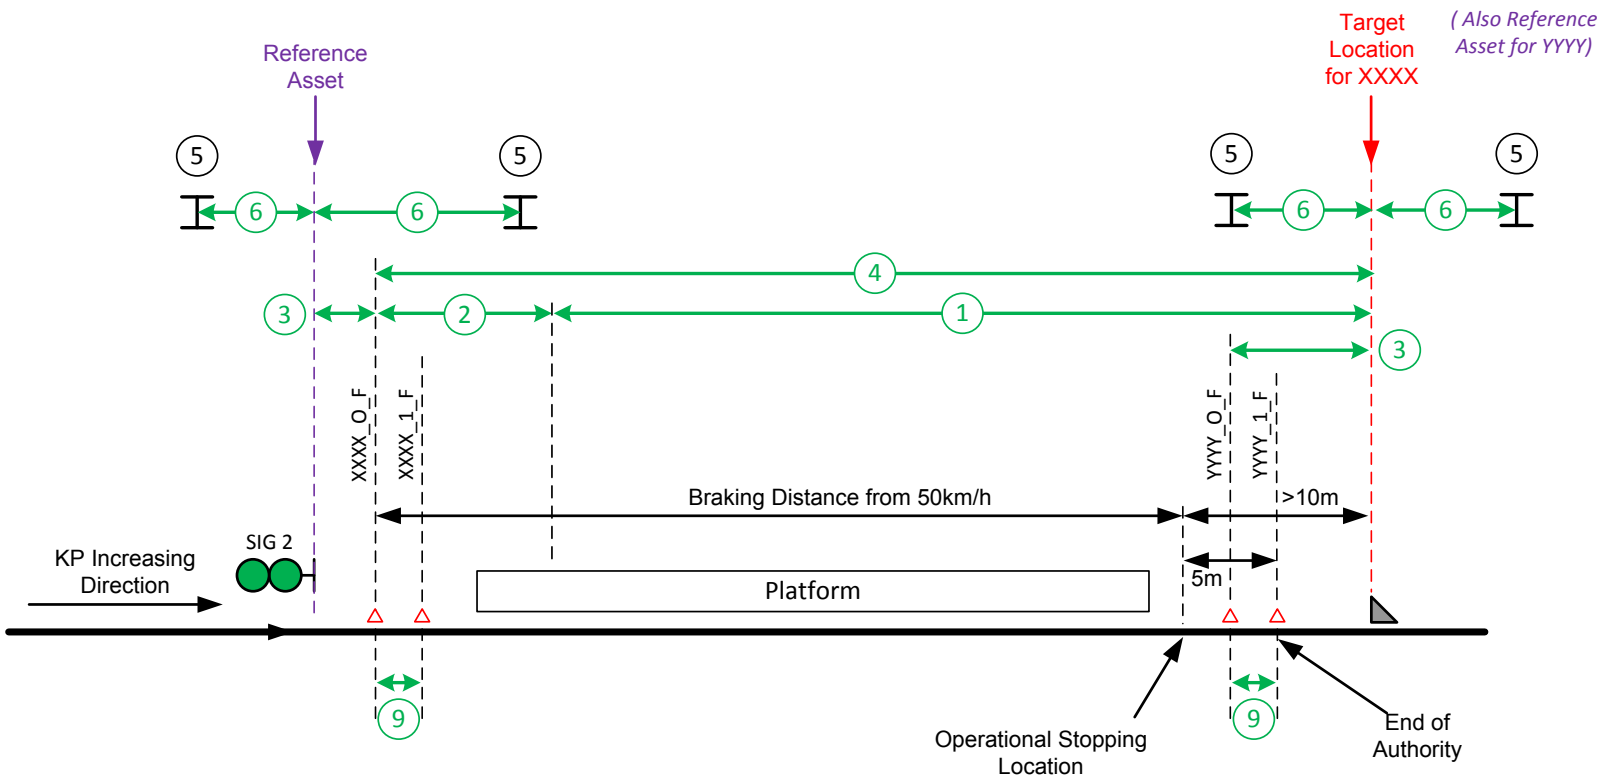 Target
Location
for XXXX
( Also Reference
Asset for YYYY)
Reference
Asset
5
5
5
5
6
6
6
6
4
3
2
1
3
XXXX_O_F
XXXX_1_F
YYYY_O_F
YYYY_1_F
Braking Distance from 50km/h
>10m
SIG 2
KP Increasing
Direction
5m
Platform
9
9
Operational Stopping
Location
End of
Authority